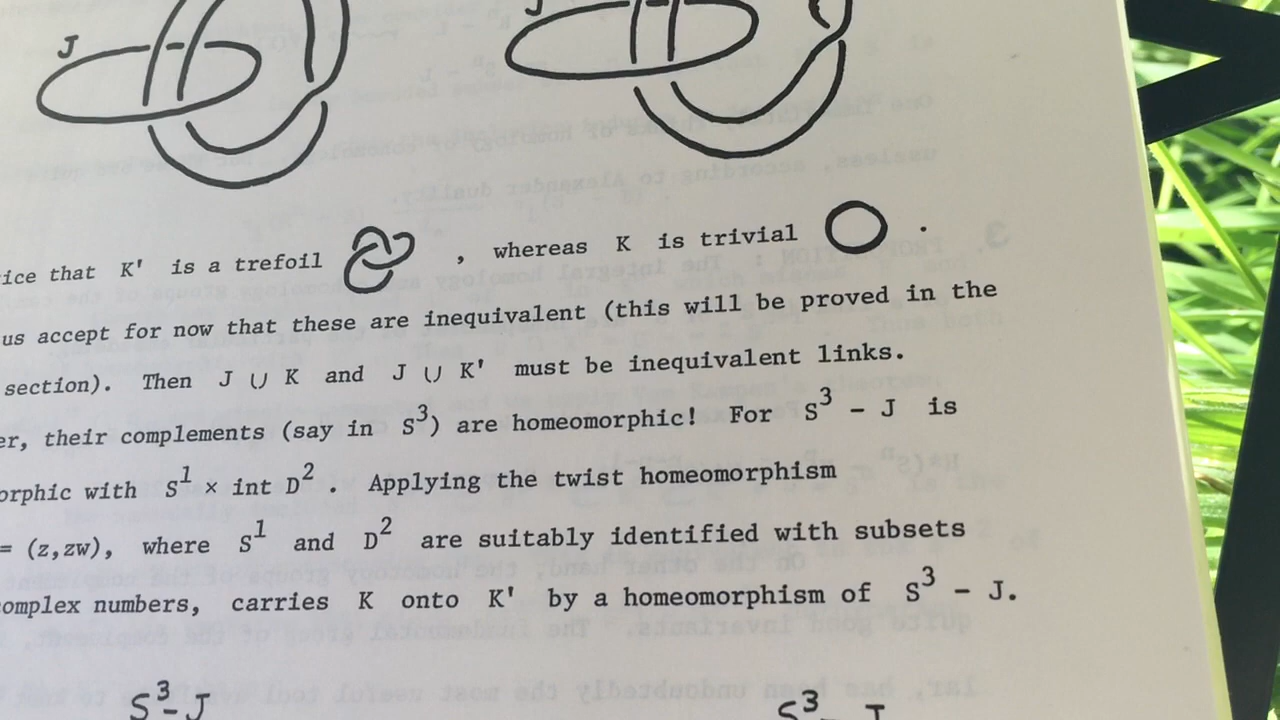 J J
ice that K' is a trefoil , whereas K is trivial .
us accept for now that these are inequivalent (this will be proved in the
section). Then J ∪ K and J ∪ K' must be inequivalent links.
er, their complements (say in S³) are homeomorphic! For S³ - J is
orphic with S¹ × int D². Applying the twist homeomorphism
= (z,zw), where S¹ and D² are suitably identified with subsets
omplex numbers, carries K onto K' by a homeomorphism of S³ - J.
S³-J S³- J